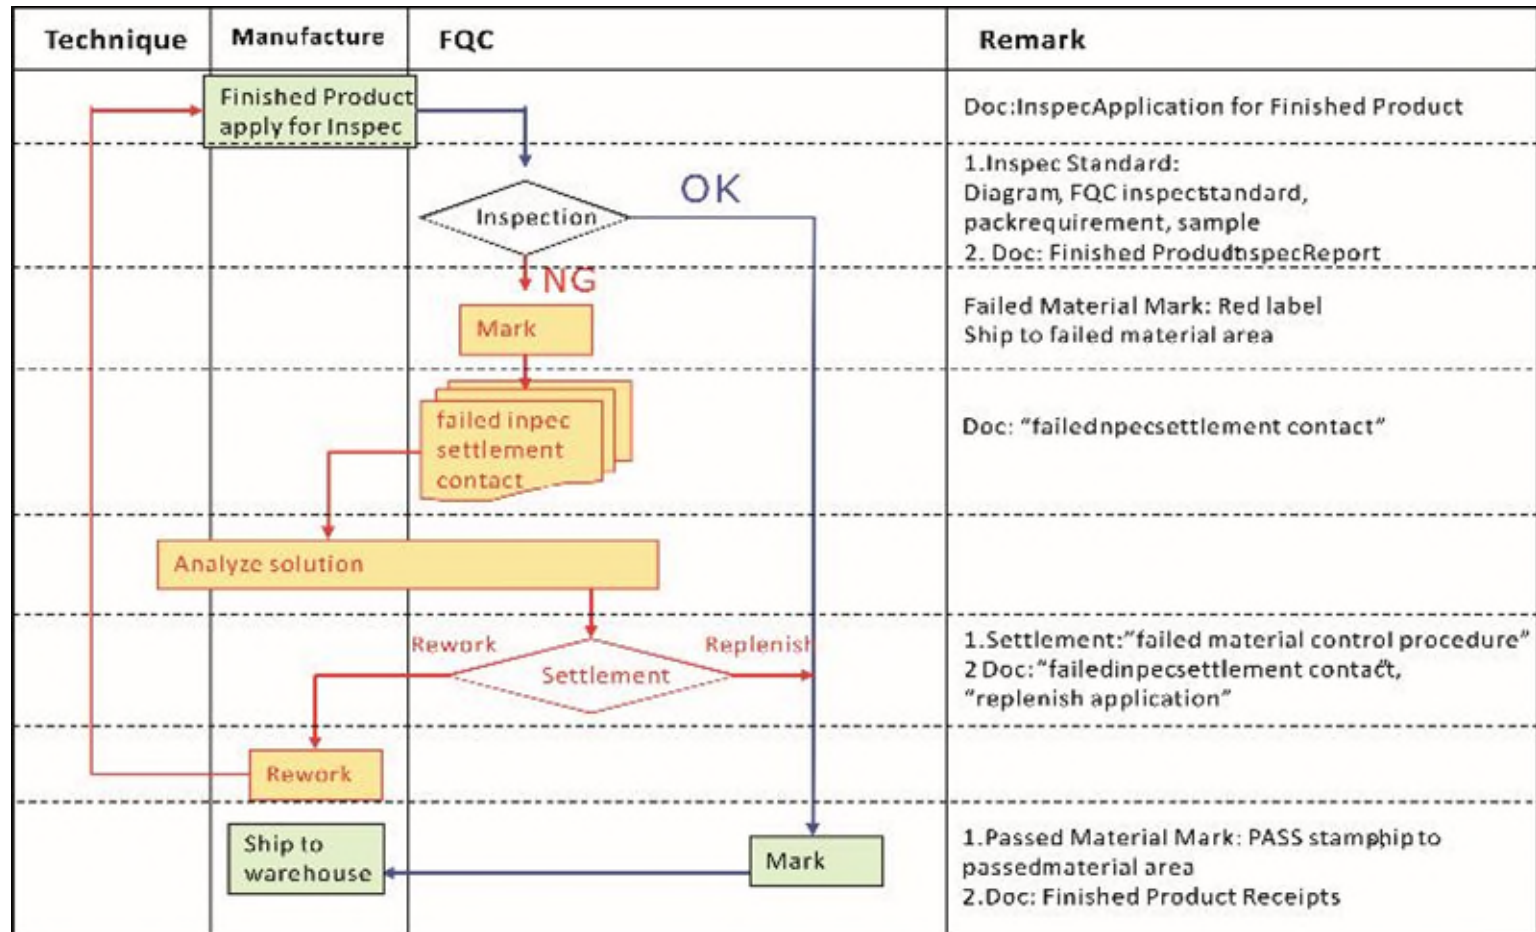 Technique Manufacture FQC Remark
Finished Product
apply for Inspec
Doc:InspecApplication for Finished Product
Inspection
OK
1.Inspec Standard:
Diagram, FQC inspectstandard,
packrequirement, sample
2. Doc: Finished ProductInspecReport
NG
Mark
Failed Material Mark: Red label
Ship to failed material area
failed inpec
settlement
contact
Doc: "failednpecsettlement contact"
Analyze solution
Rework
Replenish
Settlement
1.Settlement:"failed material control procedure"
2 Doc:"failedinpecsettlement contact",
"replenish application"
Rework
Ship to
warehouse
Mark
1.Passed Material Mark: PASS stamp,hip to
passedmaterial area
2.Doc: Finished Product Receipts